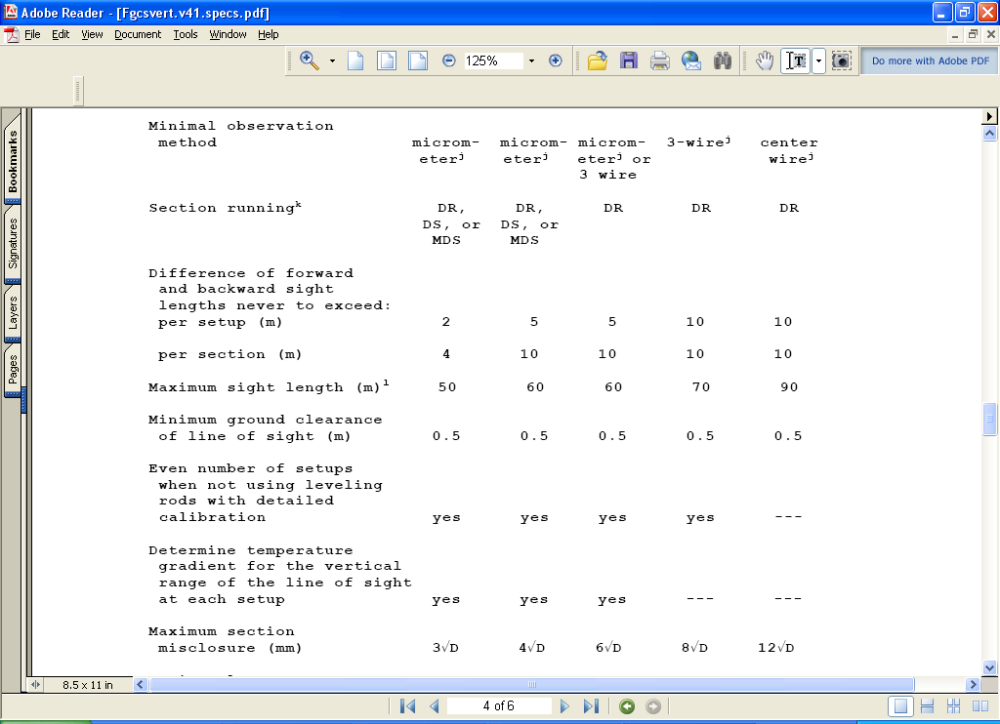 Adobe Reader - [Fgcsvert.v41.specs.pdf]
File Edit View Document Tools Window Help
125%
Do more with Adobe PDF
Bookmarks
Signatures
Layers
Pages
Minimal observation
method microm- microm- microm- 3-wireʲ center
eterʲ eterʲ eterʲ or wireʲ
3 wire
Section runningᵏ DR, DR, DR DR DR
DS, or DS, or
MDS MDS
Difference of forward
and backward sight
lengths never to exceed:
per setup (m) 2 5 5 10 10
per section (m) 4 10 10 10 10
Maximum sight length (m)¹ 50 60 60 70 90
Minimum ground clearance
of line of sight (m) 0.5 0.5 0.5 0.5 0.5
Even number of setups
when not using leveling
rods with detailed
calibration yes yes yes yes ---
Determine temperature
gradient for the vertical
range of the line of sight
at each setup yes yes yes --- ---
Maximum section
misclosure (mm) 3√D 4√D 6√D 8√D 12√D
8.5 x 11 in
4 of 6